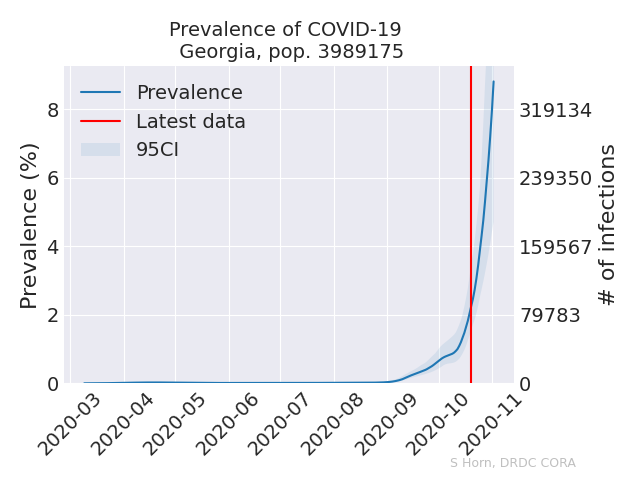 Prevalence of COVID-19
Georgia, pop. 3989175
Prevalence
Latest data
95CI
Prevalence (%)
8
6
4
2
0
319134
239350
159567
79783
0
# of infections
2020-03
2020-04
2020-05
2020-06
2020-07
2020-08
2020-09
2020-10
2020-11
S Horn, DRDC CORA